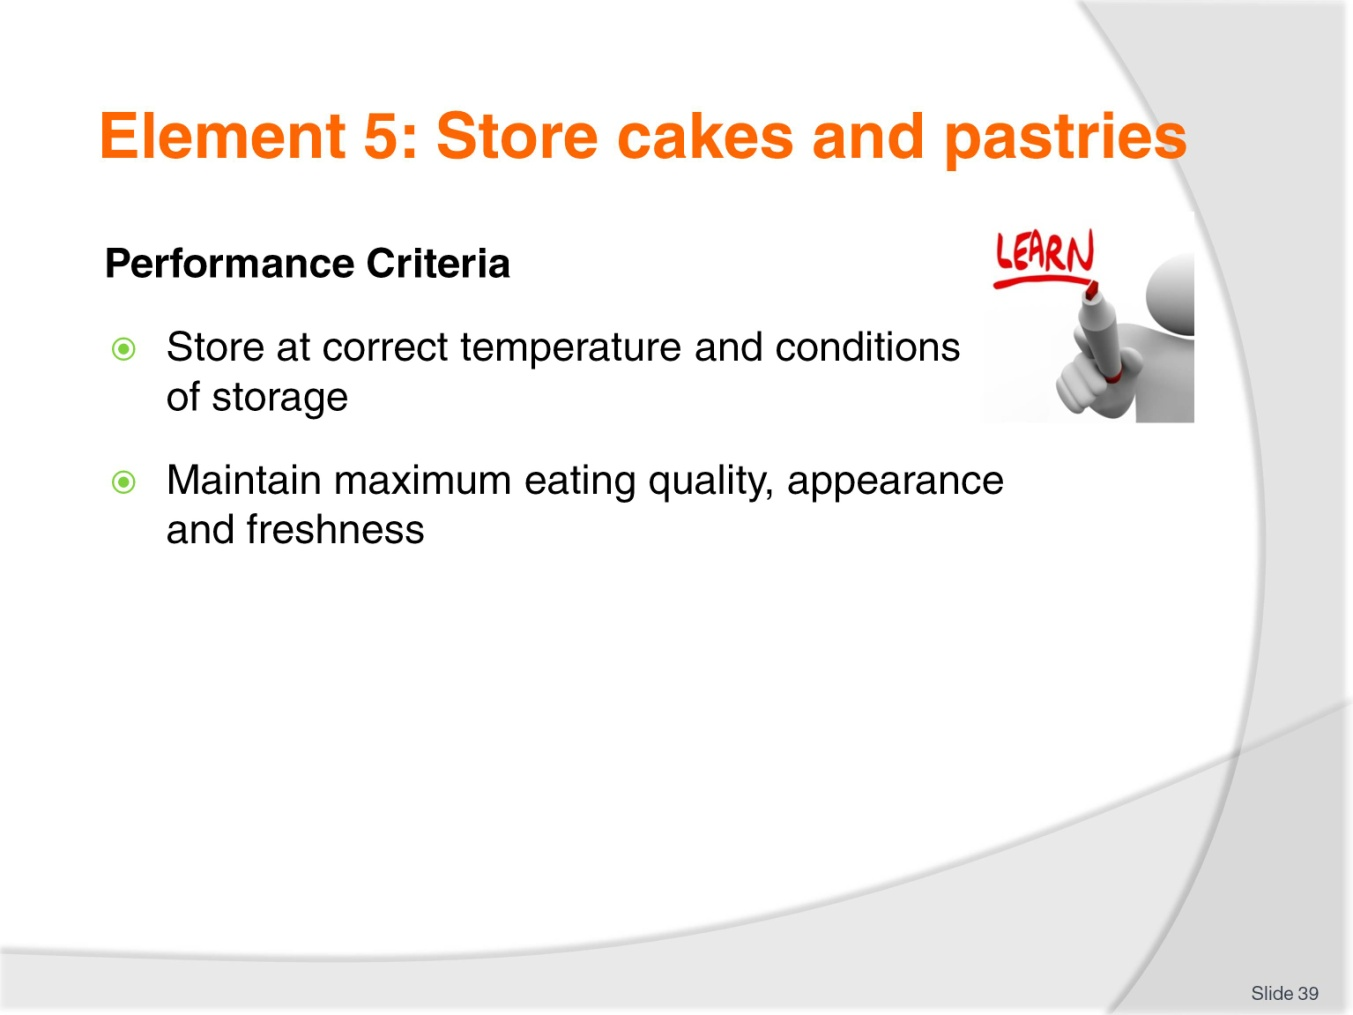 Element 5: Store cakes and pastries
Performance Criteria
LEARN
Store at correct temperature and conditions
of storage
Maintain maximum eating quality, appearance
and freshness
Slide 39